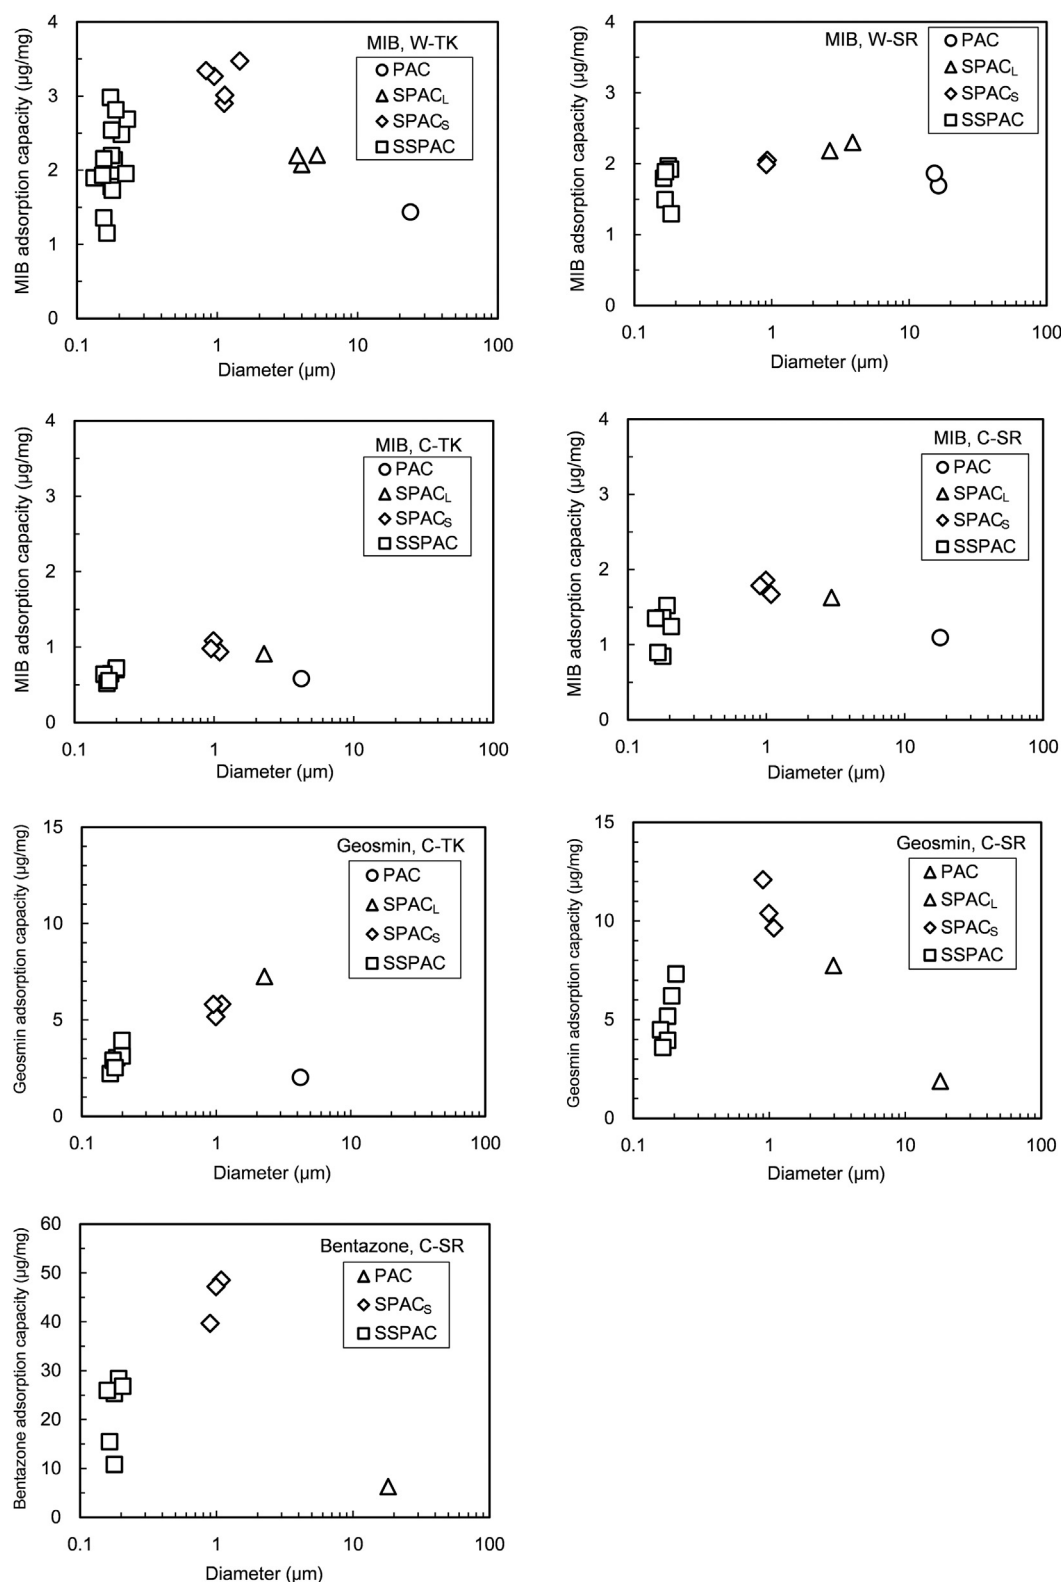 MIB, W-TK
PAC
SPACL
SPACS
SSPAC
4
3
2
1
0
0.1 1 10 100
MIB adsorption capacity (µg/mg)
Diameter (µm)
MIB, W-SR
PAC
SPACL
SPACS
SSPAC
4
3
2
1
0
0.1 1 10 100
MIB adsorption capacity (µg/mg)
Diameter (µm)
MIB, C-TK
PAC
SPACL
SPACS
SSPAC
4
3
2
1
0
0.1 1 10 100
MIB adsorption capacity (µg/mg)
Diameter (µm)
MIB, C-SR
PAC
SPACL
SPACS
SSPAC
4
3
2
1
0
0.1 1 10 100
MIB adsorption capacity (µg/mg)
Diameter (µm)
Geosmin, C-TK
PAC
SPACL
SPACS
SSPAC
15
10
5
0
0.1 1 10 100
Geosmin adsorption capacity (µg/mg)
Diameter (µm)
Geosmin, C-SR
PAC
SPACL
SPACS
SSPAC
15
10
5
0
0.1 1 10 100
Geosmin adsorption capacity (µg/mg)
Diameter (µm)
Bentazone, C-SR
PAC
SPACS
SSPAC
60
50
40
30
20
10
0
0.1 1 10 100
Bentazone adsorption capacity (µg/mg)
Diameter (µm)